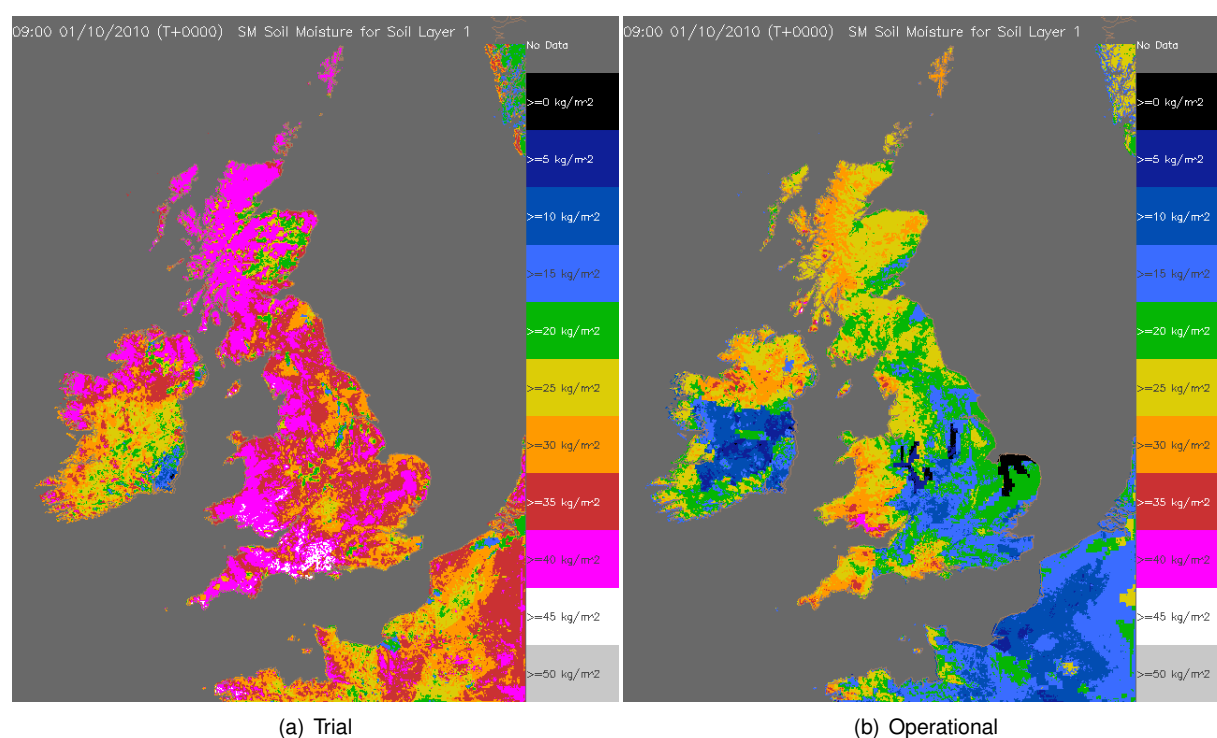 09:00 01/10/2010 (T+0000) SM Soil Moisture for Soil Layer 1
No Data
>=0 kg/m^2
>=5 kg/m^2
>=10 kg/m^2
>=15 kg/m^2
>=20 kg/m^2
>=25 kg/m^2
>=30 kg/m^2
>=35 kg/m^2
>=40 kg/m^2
>=45 kg/m^2
>=50 kg/m^2
(a) Trial
09:00 01/10/2010 (T+0000) SM Soil Moisture for Soil Layer 1
No Data
>=0 kg/m^2
>=5 kg/m^2
>=10 kg/m^2
>=15 kg/m^2
>=20 kg/m^2
>=25 kg/m^2
>=30 kg/m^2
>=35 kg/m^2
>=40 kg/m^2
>=45 kg/m^2
>=50 kg/m^2
(b) Operational